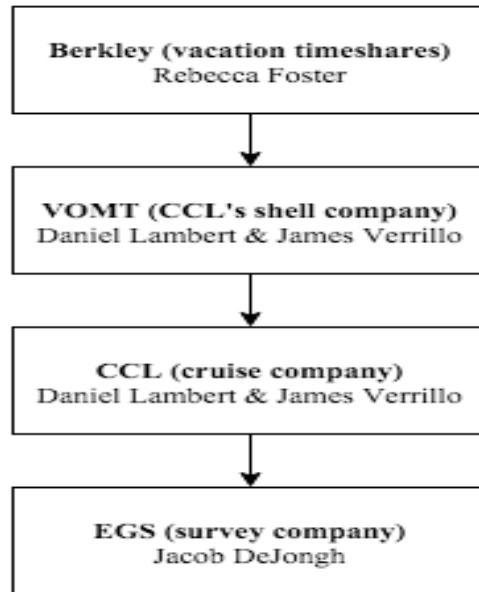 Berkley (vacation timeshares)
Rebecca Foster
VOMT (CCL's shell company)
Daniel Lambert & James Verrillo
CCL (cruise company)
Daniel Lambert & James Verrillo
EGS (survey company)
Jacob DeJongh